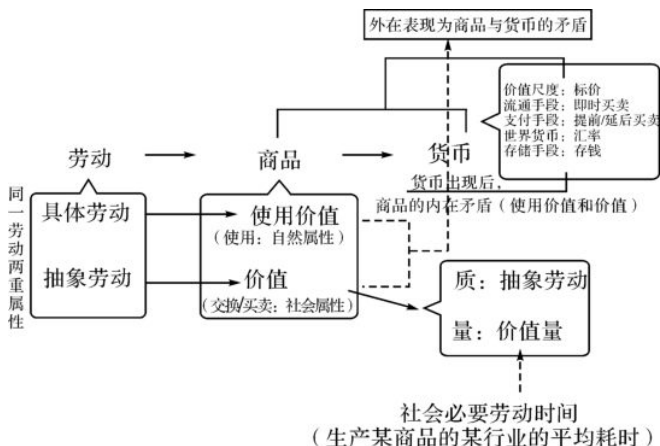 外在表现为商品与货币的矛盾
价值尺度：标价
流通手段：即时买卖
支付手段：提前/延后买卖
世界货币：汇率
存储手段：存钱
劳动
商品
货币
货币出现后，
商品的内在矛盾（使用价值和价值）
同一劳动两重属性
具体劳动
抽象劳动
使用价值
（使用：自然属性）
价值
（交换/买卖：社会属性）
质：抽象劳动
量：价值量
社会必要劳动时间
（生产某商品的某行业的平均耗时）